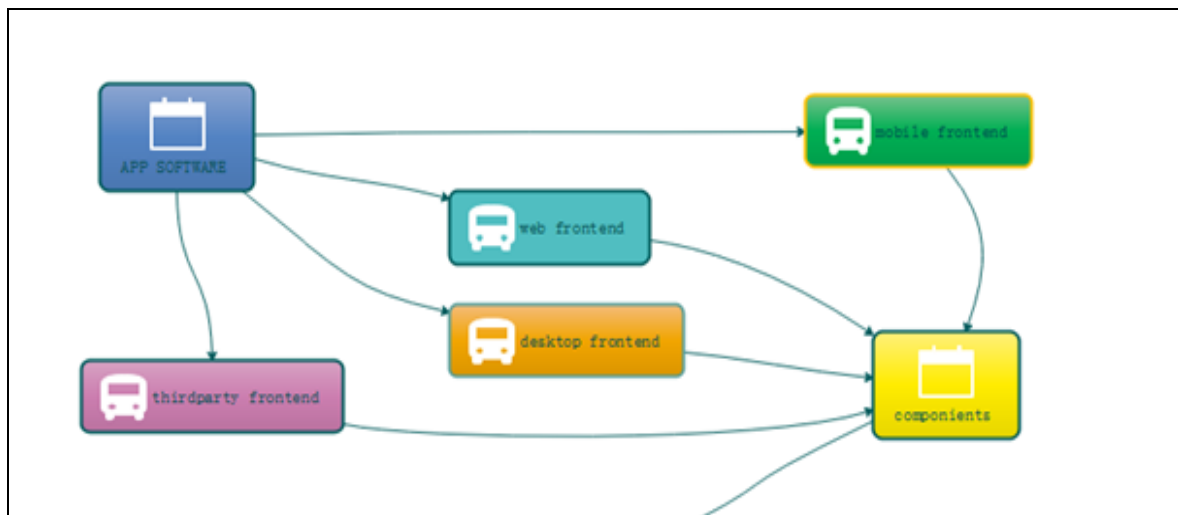 APP SOFTWARE
mobile frontend
web frontend
desktop frontend
thirdparty frontend
componients